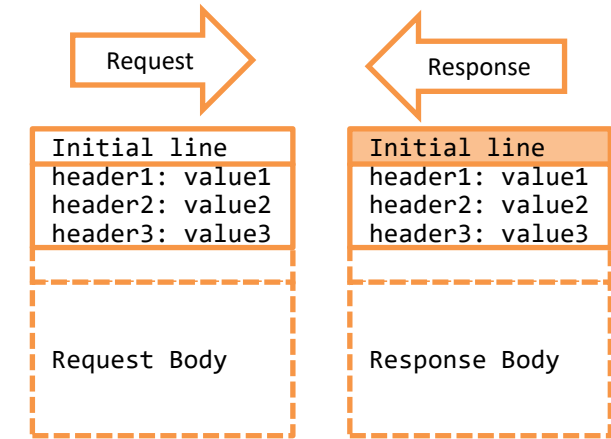 Request
Response
Initial line
header1: value1
header2: value2
header3: value3
Request Body
Initial line
header1: value1
header2: value2
header3: value3
Response Body